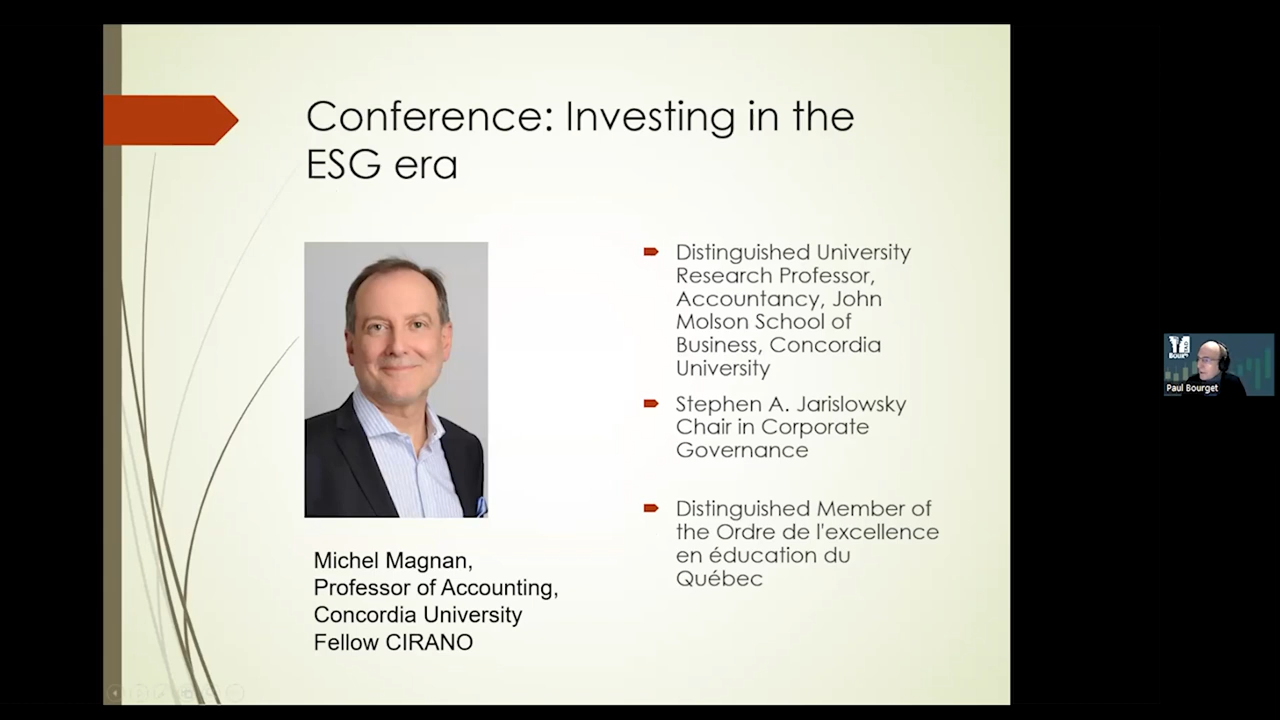 Conference: Investing in the
ESG era
Distinguished University
Research Professor,
Accountancy, John
Molson School of
Business, Concordia
University
Stephen A. Jarislowsky
Chair in Corporate
Governance
Distinguished Member of
the Ordre de l'excellence
en éducation du
Québec
Michel Magnan,
Professor of Accounting,
Concordia University
Fellow CIRANO
Paul Bourget